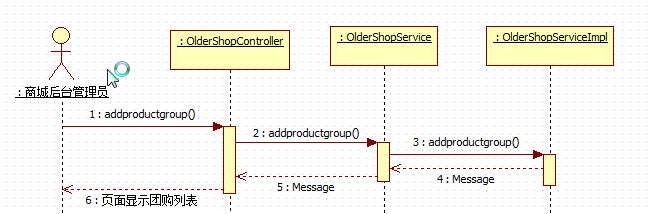 : OlderShopController
: OlderShopService
: OlderShopServiceImpl
: 商城后台管理员
1 : addproductgroup()
2 : addproductgroup()
3 : addproductgroup()
4 : Message
5 : Message
6 : 页面显示团购列表